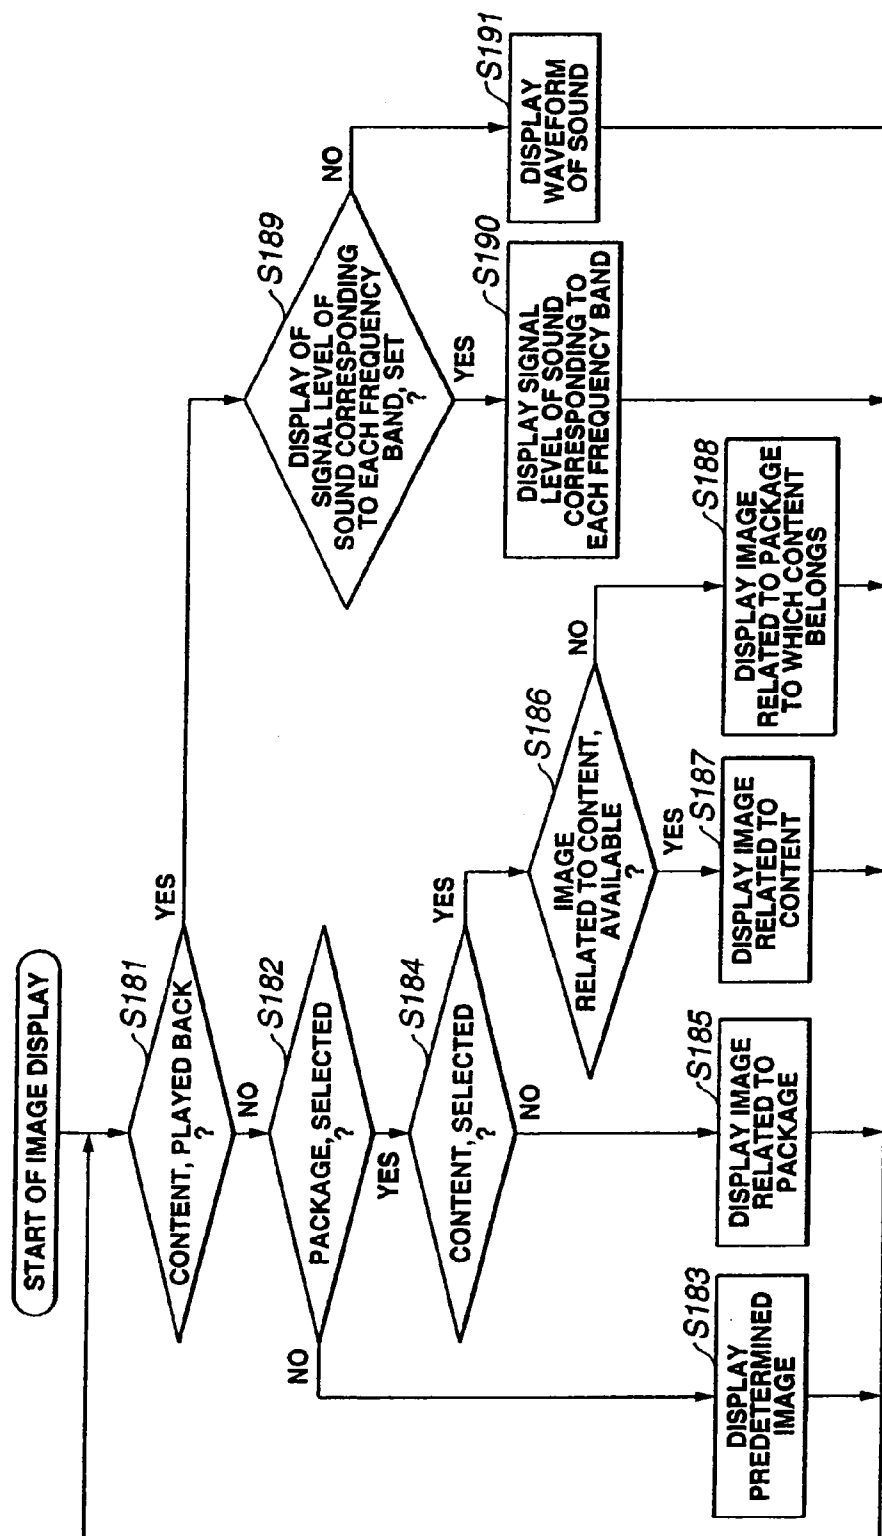 START OF IMAGE DISPLAY
S181
CONTENT, PLAYED BACK
?
YES
NO
S182
PACKAGE, SELECTED
?
NO
YES
S184
CONTENT, SELECTED
?
YES
NO
S189
DISPLAY OF
SIGNAL LEVEL OF
SOUND CORRESPONDING
TO EACH FREQUENCY
BAND, SET
?
NO
YES
S186
IMAGE
RELATED TO CONTENT,
AVAILABLE
?
NO
YES
S183
DISPLAY
PREDETERMINED
IMAGE
S185
DISPLAY IMAGE
RELATED TO
PACKAGE
S187
DISPLAY IMAGE
RELATED TO
CONTENT
S188
DISPLAY IMAGE
RELATED TO PACKAGE
TO WHICH CONTENT
BELONGS
S190
DISPLAY SIGNAL
LEVEL OF SOUND
CORRESPONDING TO
EACH FREQUENCY BAND
S191
DISPLAY
WAVEFORM
OF SOUND